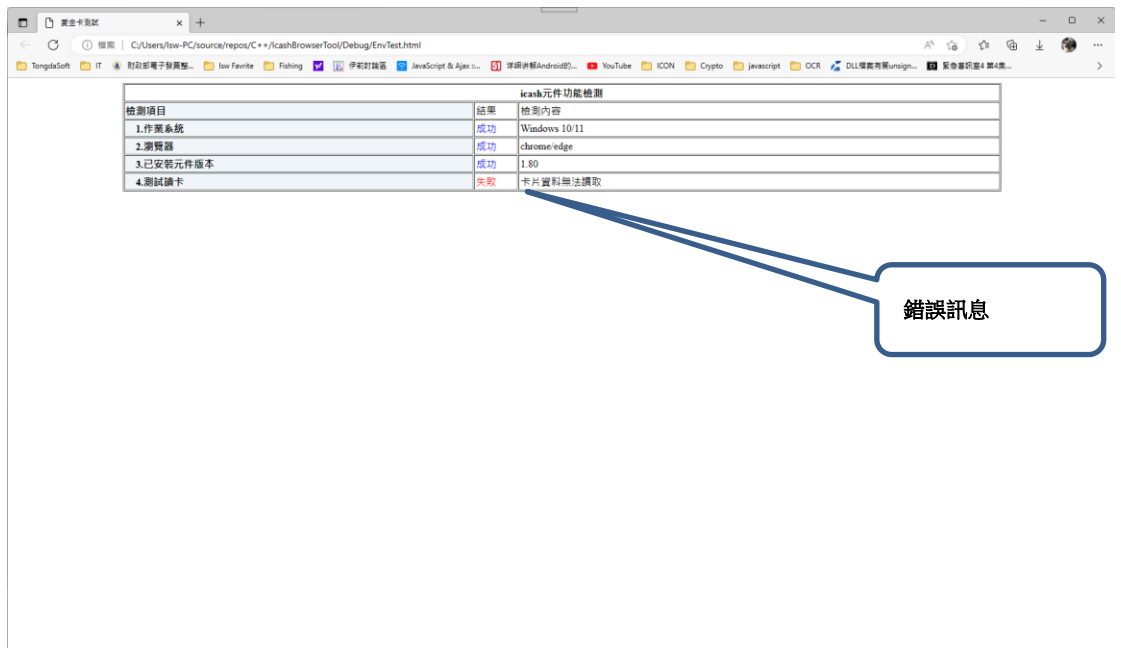 愛金卡測試
檔案 C:/Users/lsw-PC/source/repos/C++/IcashBrowserTool/Debug/EnvTest.html
TongdaSoft IT 財政部電子發票整... lsw Favrite Fishing 伊莉討論區 JavaScript & Ajax :... 详细讲解Android的... YouTube ICON Crypto javascript OCR DLL檔案有無unsign... 緊急審訊室4 第4集...
icash元件功能檢測
檢測項目 結果 檢測內容
1.作業系統 成功 Windows 10/11
2.瀏覽器 成功 chrome/edge
3.已安裝元件版本 成功 1.80
4.測試讀卡 失敗 卡片資料無法讀取
錯誤訊息